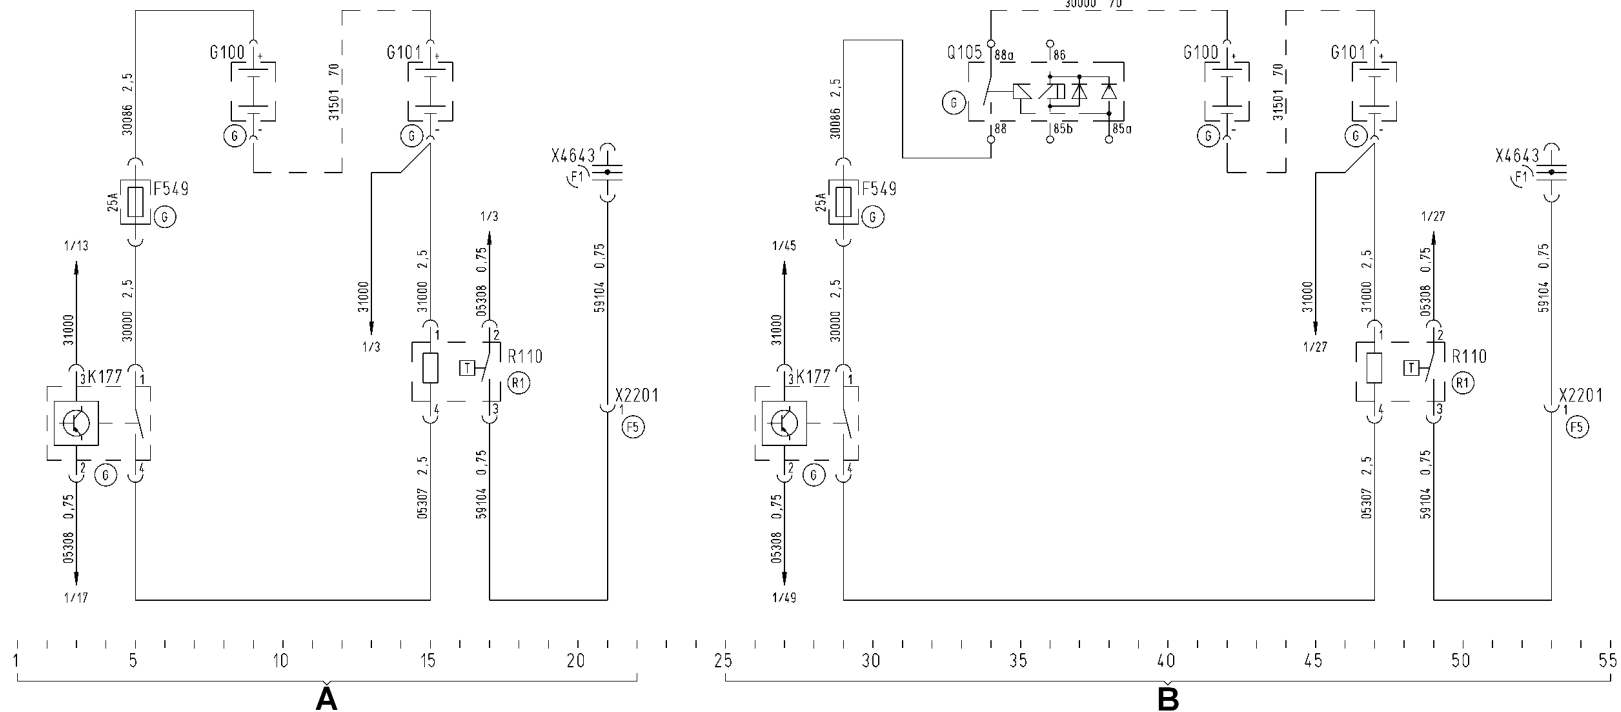 30000 70
G100
+
-
G
31501 70
G101
+
-
G
30086 2,5
F549
25A
G
X4643
F1
1/13
31000
30000 2,5
3
K177
1
2
4
G
05308 0,75
1/17
31000
1/3
31000 2,5
1/3
05308 0,75
1
2
T
R110
R1
4
3
05307 2,5
59104 0,75
59104 0,75
X2201
1
F5
30086 2,5
F549
25A
G
Q105
88a
86
G
88
85b
85a
G100
+
-
G
31501 70
G101
+
-
G
X4643
F1
1/45
31000
30000 2,5
3
K177
1
2
4
G
05308 0,75
1/49
31000
1/27
31000 2,5
1/27
05308 0,75
1
2
T
R110
R1
4
3
05307 2,5
59104 0,75
59104 0,75
X2201
1
F5
1 5 10 15 20 25 30 35 40 45 50 55
A B